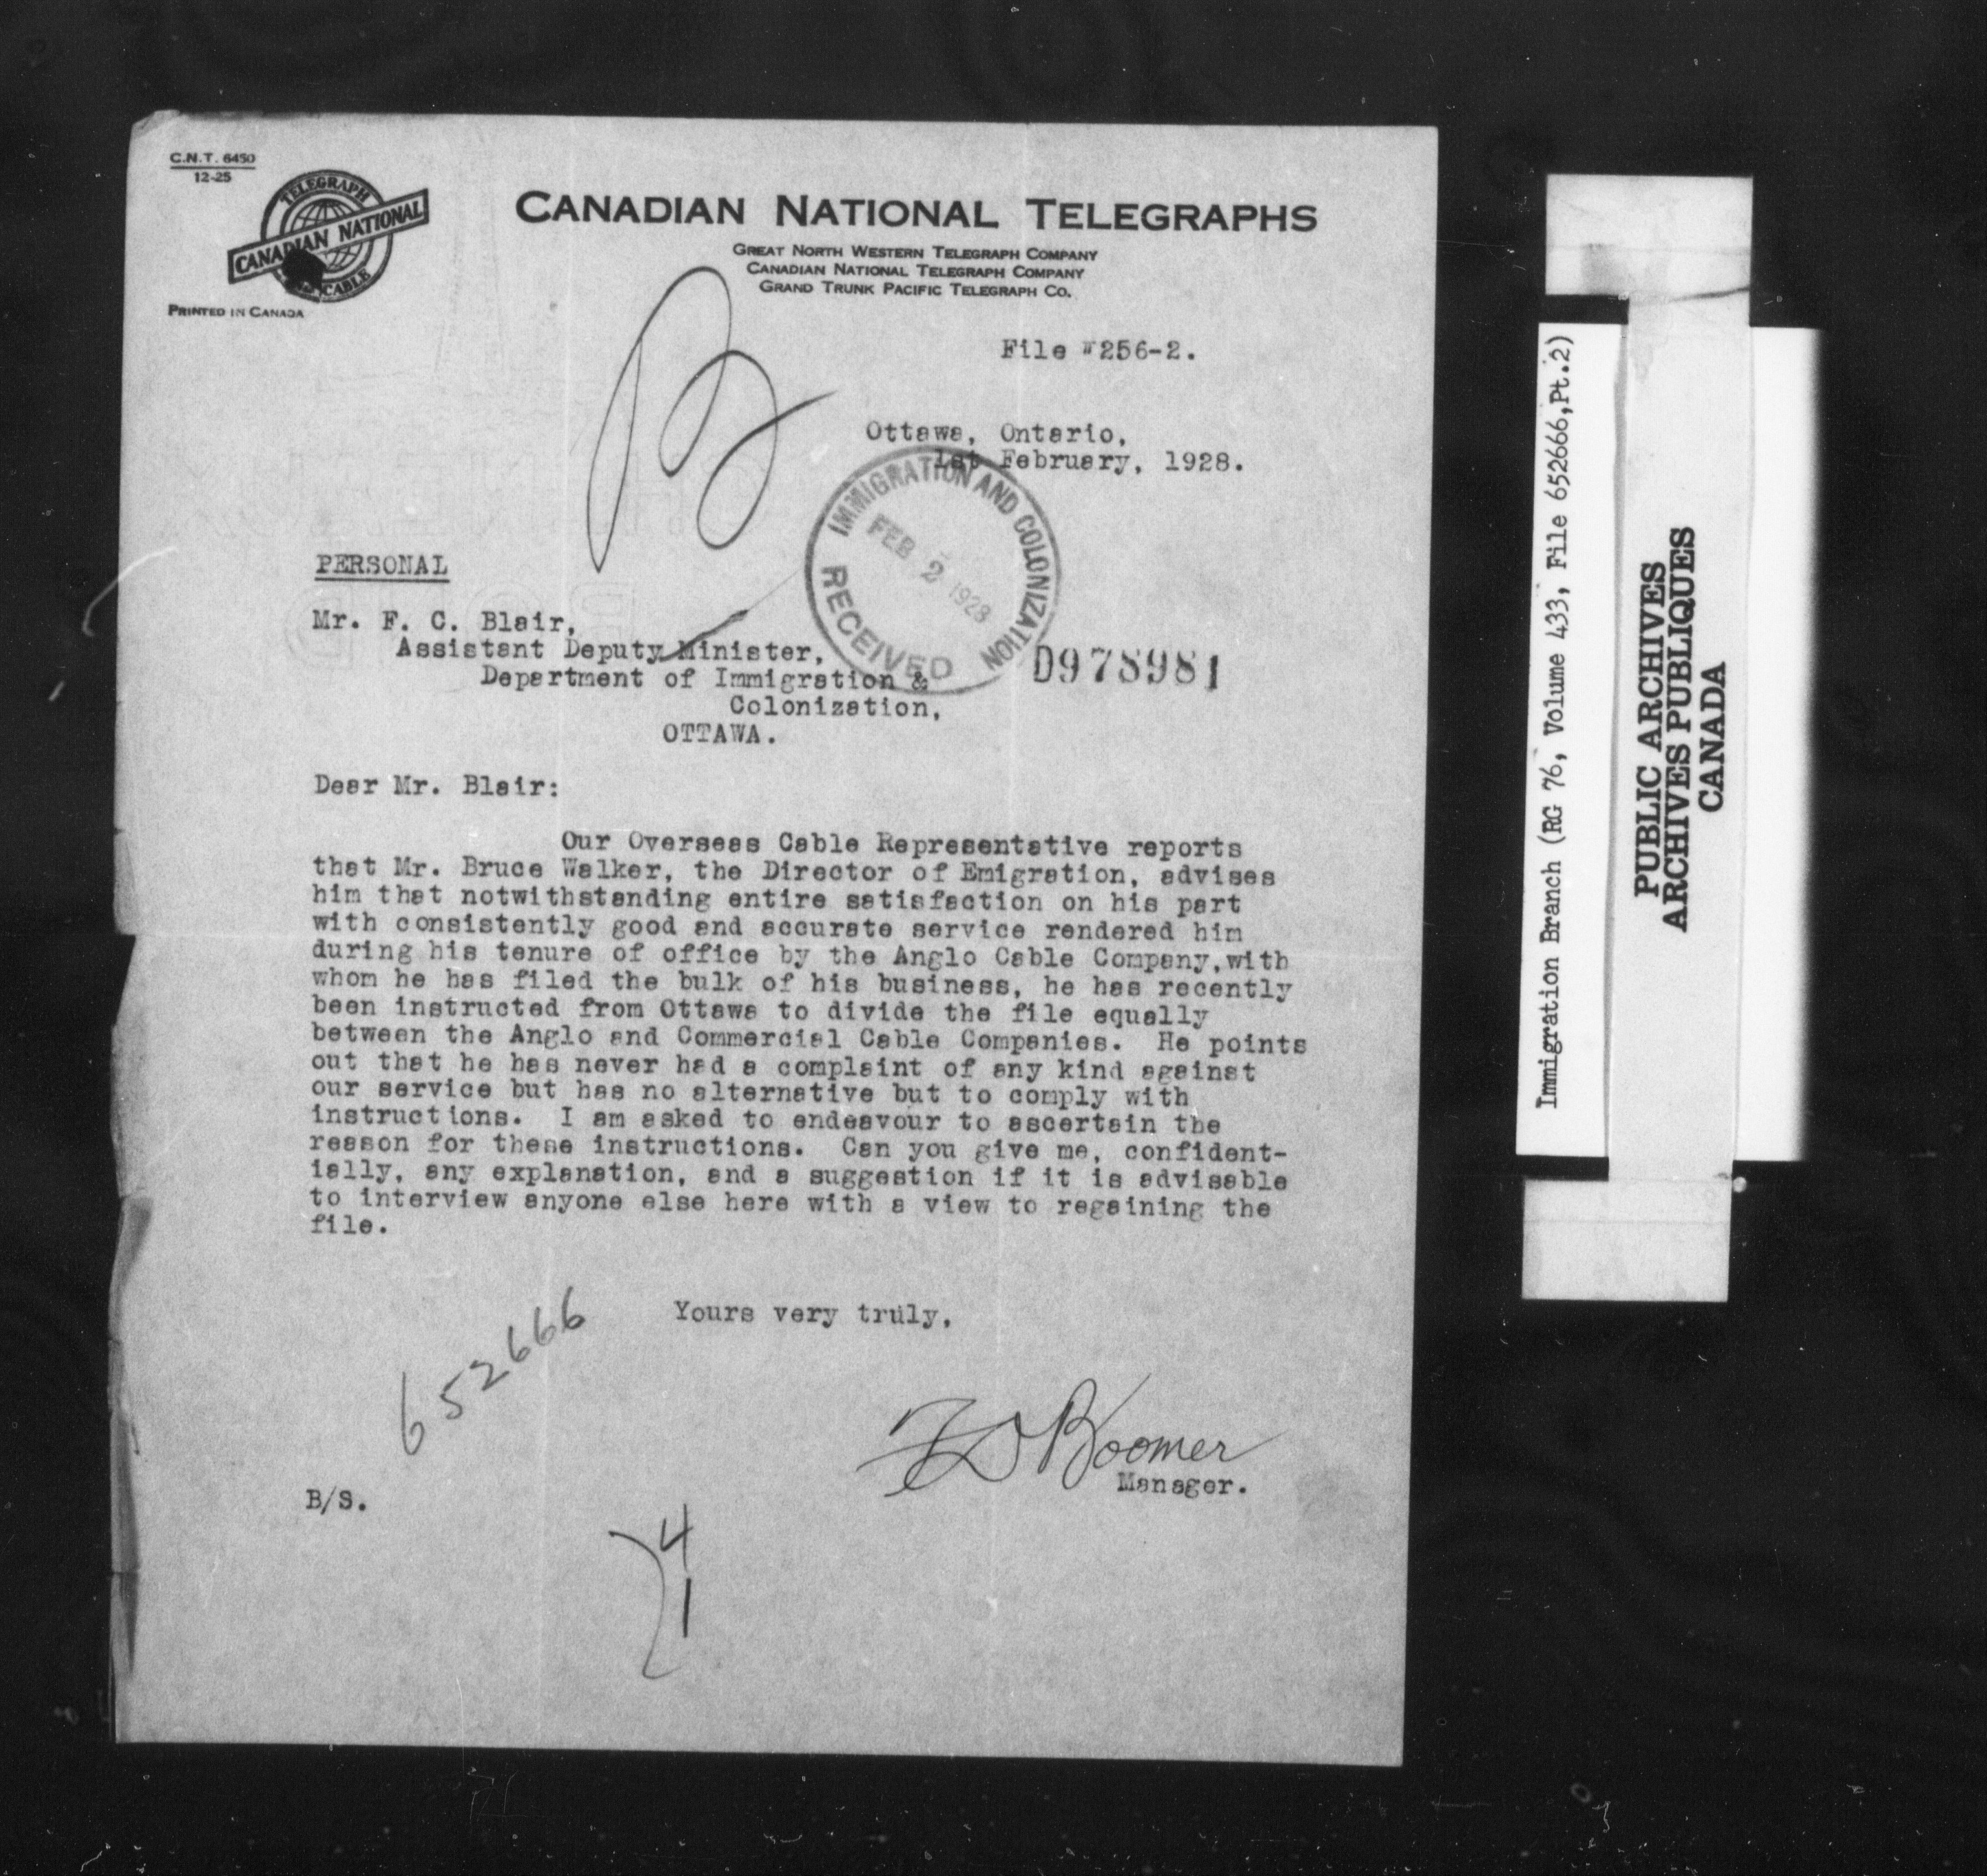 C.N.T. 6450
12-25
TELEGRAPH
CANADIAN NATIONAL
CABLE
PRINTED IN CANADA
CANADIAN NATIONAL TELEGRAPHS
GREAT NORTH WESTERN TELEGRAPH COMPANY
CANADIAN NATIONAL TELEGRAPH COMPANY
GRAND TRUNK PACIFIC TELEGRAPH CO.
File #256-2.
B
Ottawa, Ontario,
1st February, 1928.
IMMIGRATION AND COLONIZATION
FEB 2 1928
RECEIVED
D978981
PERSONAL
Mr. F. C. Blair,
Assistant Deputy Minister,
Department of Immigration &
Colonization,
OTTAWA.
Dear Mr. Blair:
Our Overseas Cable Representative reports
that Mr. Bruce Walker, the Director of Emigration, advises
him that notwithstanding entire satisfaction on his part
with consistently good and accurate service rendered him
during his tenure of office by the Anglo Cable Company, with
whom he has filed the bulk of his business, he has recently
been instructed from Ottawa to divide the file equally
between the Anglo and Commercial Cable Companies. He points
out that he has never had a complaint of any kind against
our service but has no alternative but to comply with
instructions. I am asked to endeavour to ascertain the
reason for these instructions. Can you give me, confident-
ially, any explanation, and a suggestion if it is advisable
to interview anyone else here with a view to regaining the
file.
Yours very truly,
652666
Boomer
Manager.
B/S.
4
1
Immigration Branch (RG 76, Volume 433, File 652666,Pt.2)
PUBLIC ARCHIVES
ARCHIVES PUBLIQUES
CANADA